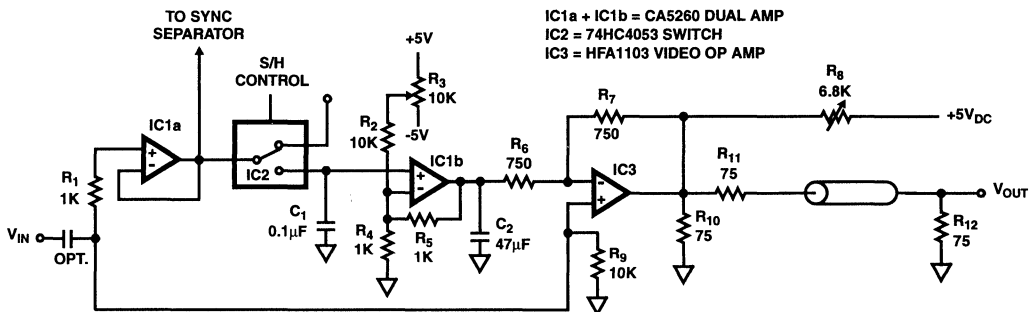 TO SYNC
SEPARATOR
IC1a + IC1b = CA5260 DUAL AMP
IC2 = 74HC4053 SWITCH
IC3 = HFA1103 VIDEO OP AMP
S/H
CONTROL
+5V
R3
10K
-5V
R2
10K
IC1a
+
-
IC2
R1
1K
VIN
OPT.
C1
0.1µF
IC1b
+
-
R4
1K
R5
1K
C2
47µF
R6
750
R7
750
IC3
-
+
R8
6.8K
+5VDC
R11
75
R10
75
R9
10K
VOUT
R12
75